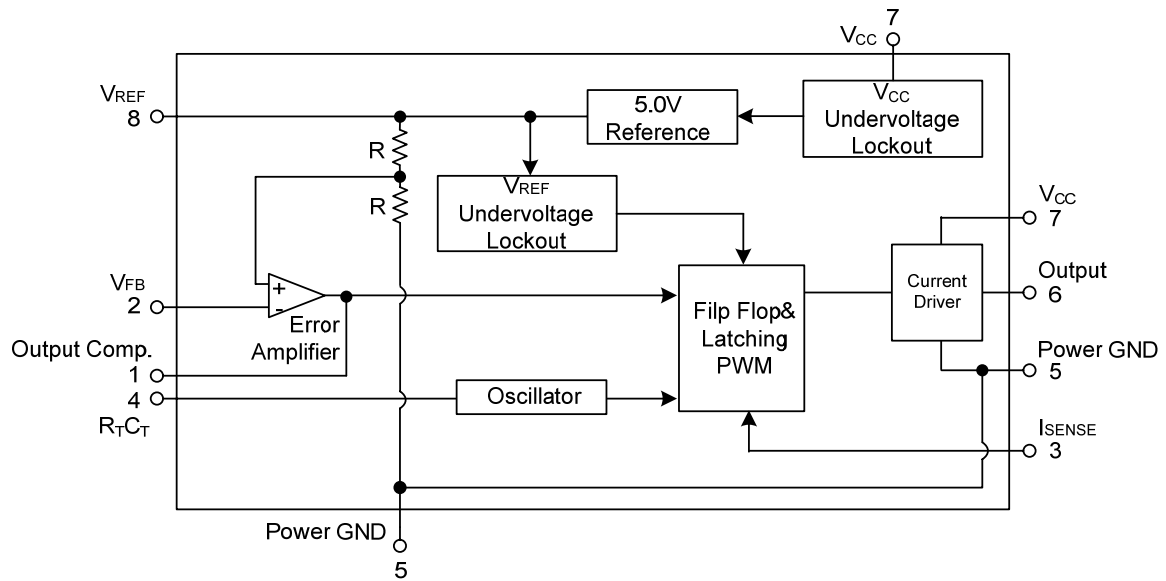 7
VCC
VREF
8
5.0V
Reference
VCC
Undervoltage
Lockout
R
R
VREF
Undervoltage
Lockout
VCC
7
VFB
2
+
-
Error
Amplifier
Filp Flop&
Latching
PWM
Current
Driver
Output
6
Output Comp.
1
4
RTCT
Oscillator
Power GND
5
ISENSE
3
Power GND
5